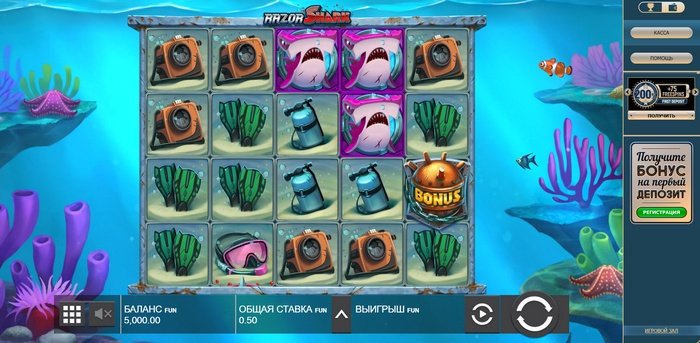 RAZOR SHARK
КАССА
ПОМОЩЬ
200%
+75
FREESPINS
FIRST DEPOSIT
ПОЛУЧИТЬ
Получите
БОНУС
на первый
ДЕПОЗИТ
РЕГИСТРАЦИЯ
BONUS
БАЛАНС FUN
5,000.00
ОБЩАЯ СТАВКА FUN
0.50
ВЫИГРЫШ FUN
ИГРОВОЙ ЗАЛ